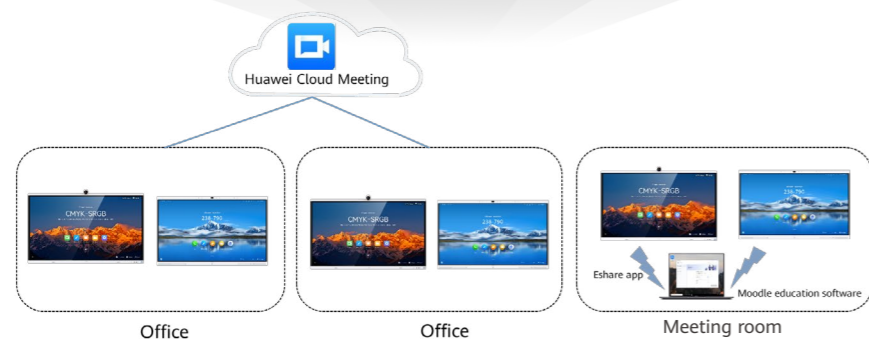 Huawei Cloud Meeting
CMYK-SRGB
CMYK-SRGB
CMYK-SRGB
Eshare app
Moodle education software
Office
Office
Meeting room